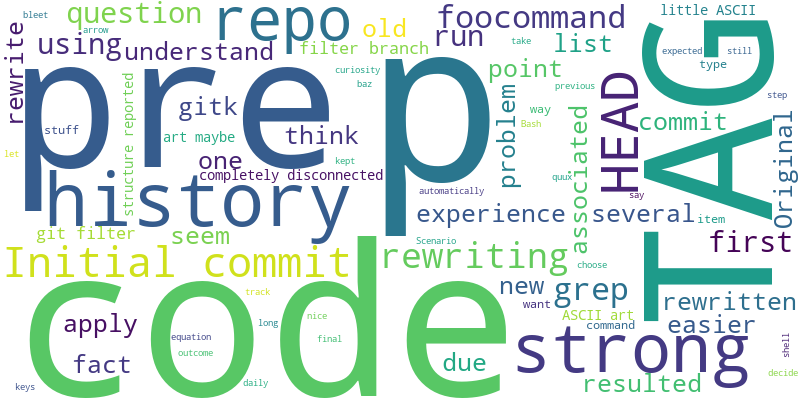 bleet
arrow
question
repo
old
foocommand
little ASCII
rewrite
using
understand
filter branch
run
take
list
expected
still
type
prep
TAG
curiosity
baz
point
previous
step
stuff
structure reported
gitk
art maybe
think
problem
way
Bash
associated
HEAD
commit
Original
let
one
kept
completely disconnected
quux
history
automatically
say
experience
several
item
git filter
seem
Scenario
first
Initial commit
rewriting
choose
code
track
new
want
grep
rewritten
apply
nice
long
ASCII art
command
easier
equation
final
strong
shell
fact
outcome
due
decide
keys
daily
resulted